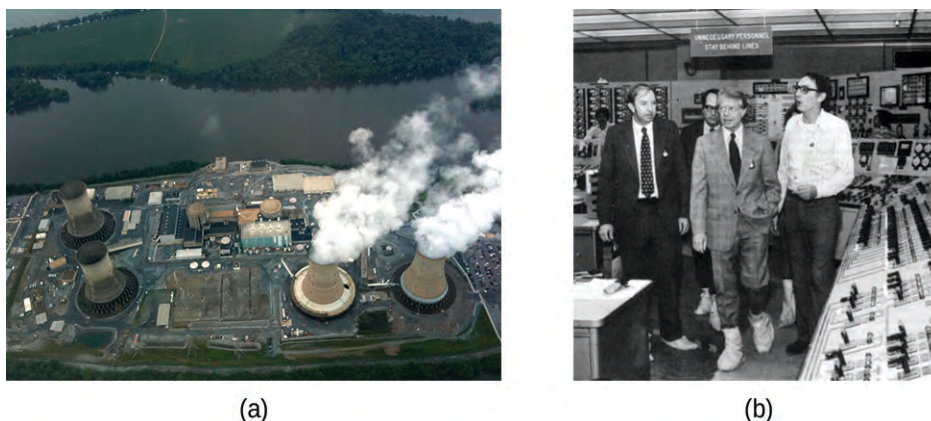 UNNECESSARY PERSONNEL
STAY BEHIND LINES
(a)
(b)